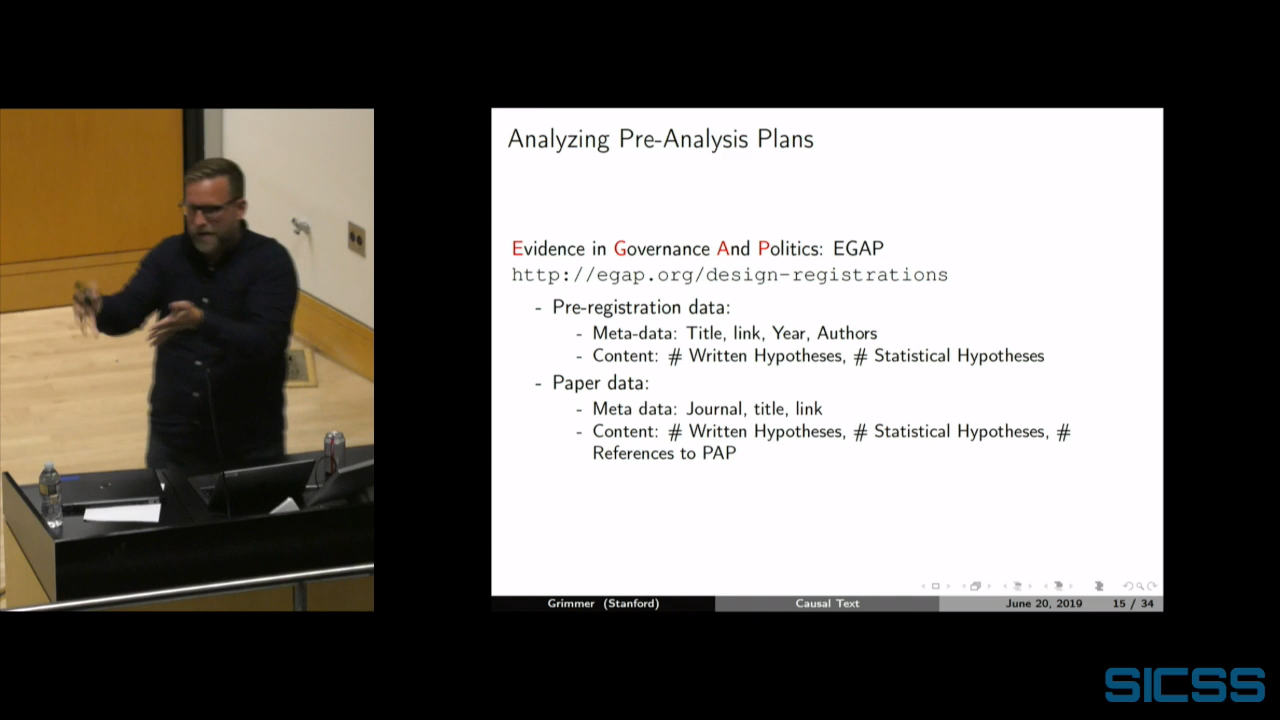 Analyzing Pre-Analysis Plans
Evidence in Governance And Politics: EGAP
http://egap.org/design-registrations
- Pre-registration data:
- Meta-data: Title, link, Year, Authors
- Content: # Written Hypotheses, # Statistical Hypotheses
- Paper data:
- Meta data: Journal, title, link
- Content: # Written Hypotheses, # Statistical Hypotheses, #
References to PAP
Grimmer (Stanford) Causal Text June 20, 2019 15 / 34
SICSS